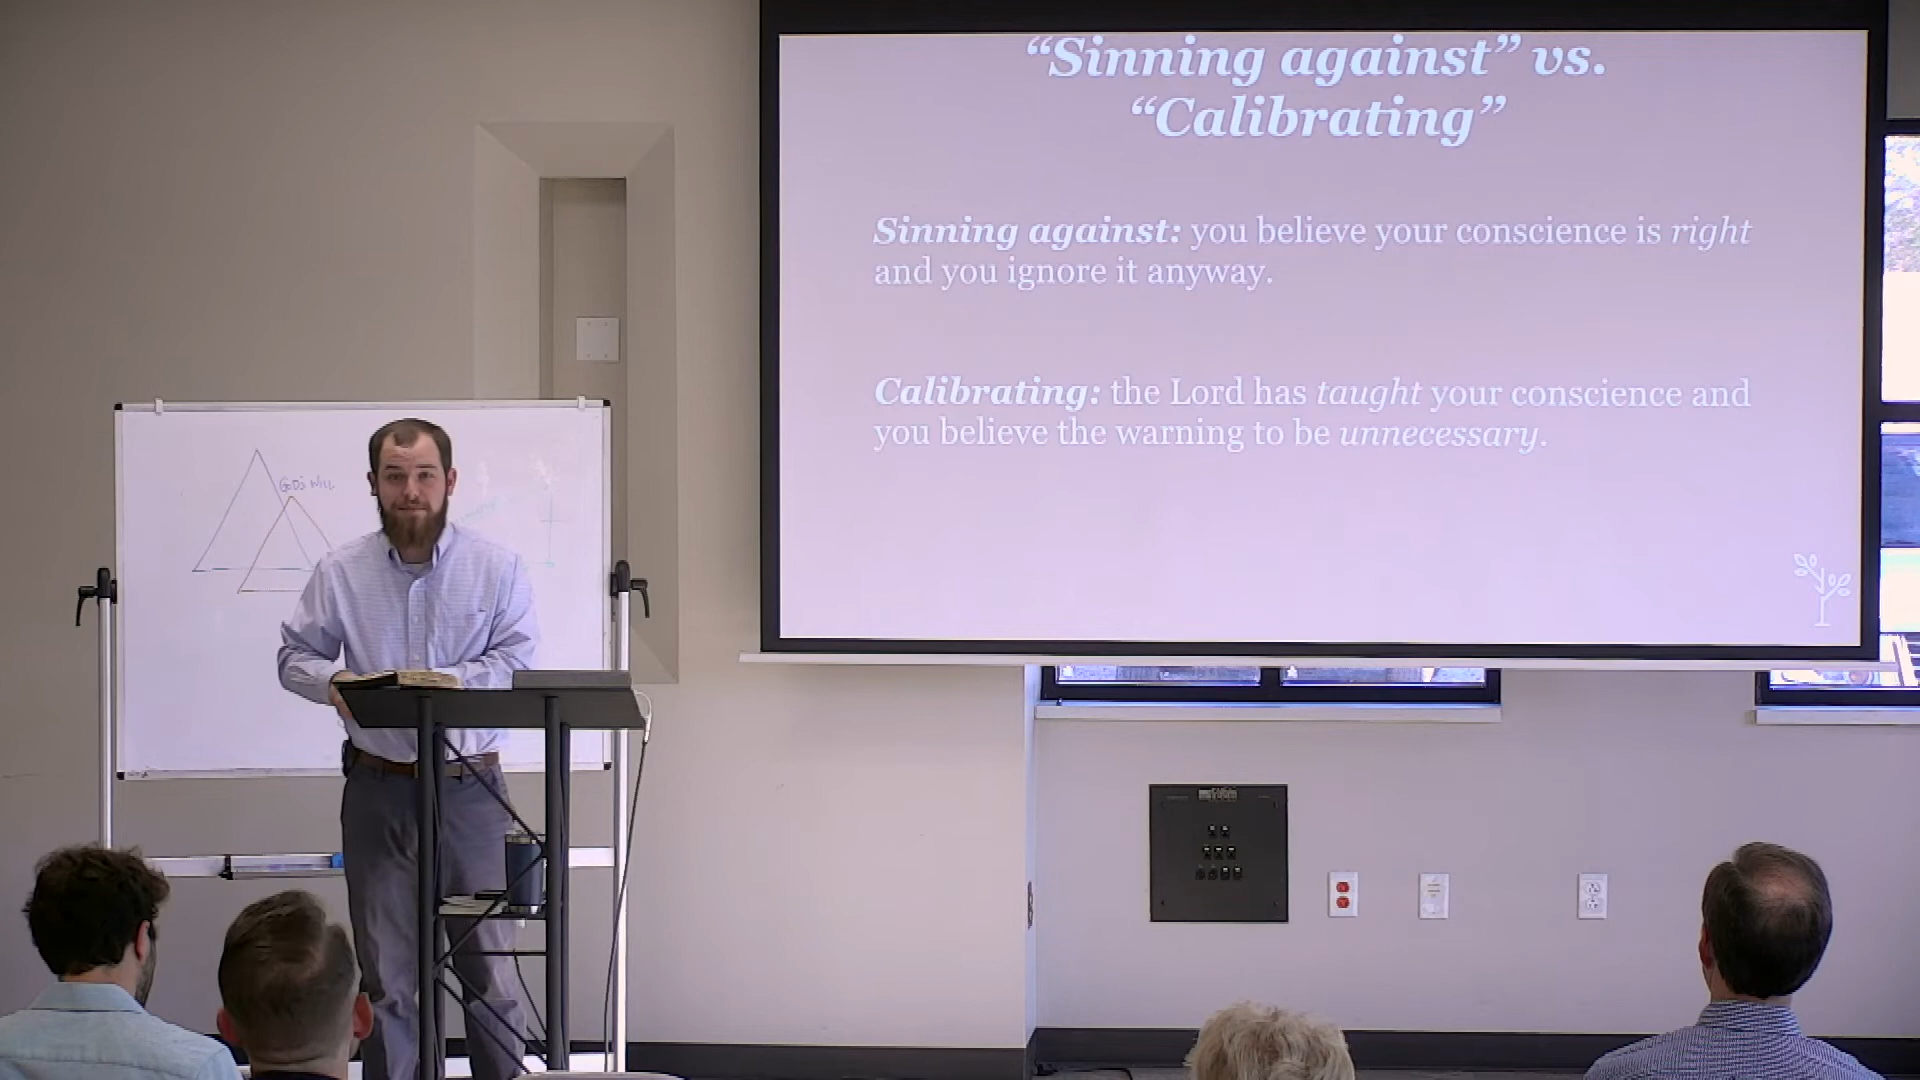 “Sinning against” vs.
“Calibrating”
Sinning against: you believe your conscience is right
and you ignore it anyway.
Calibrating: the Lord has taught your conscience and
you believe the warning to be unnecessary.
GOD'S WILL